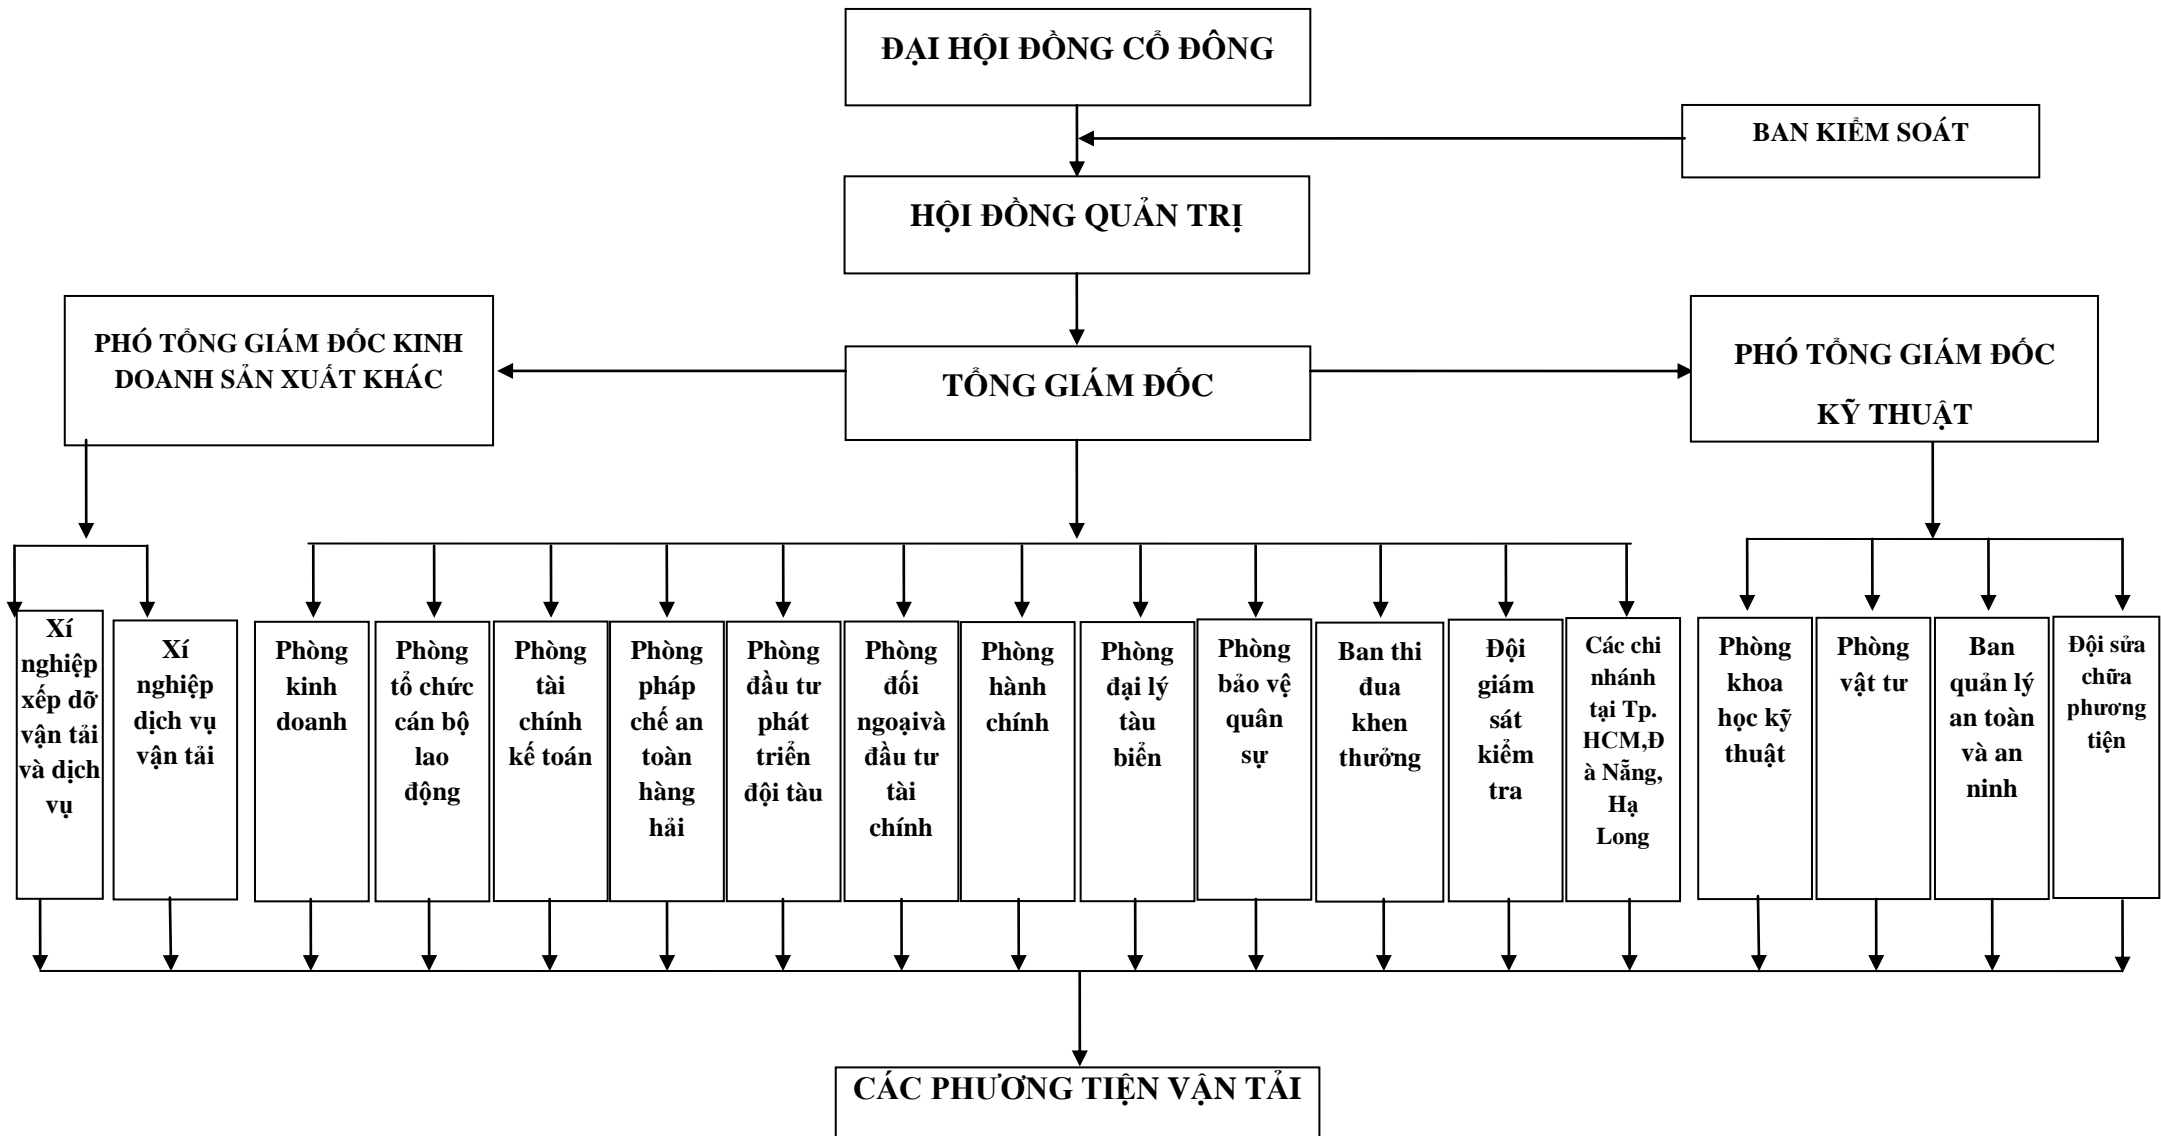 ĐẠI HỘI ĐỒNG CỔ ĐÔNG
BAN KIỂM SOÁT
HỘI ĐỒNG QUẢN TRỊ
PHÓ TỔNG GIÁM ĐỐC KINH
DOANH SẢN XUẤT KHÁC
TỔNG GIÁM ĐỐC
PHÓ TỔNG GIÁM ĐỐC
KỸ THUẬT
Xí
nghiệp
xếp dỡ
vận tải
và dịch
vụ
Xí
nghiệp
dịch vụ
vận tải
Phòng
kinh
doanh
Phòng
tổ chức
cán bộ
lao
động
Phòng
tài
chính
kế toán
Phòng
pháp
chế an
toàn
hàng
hải
Phòng
đầu tư
phát
triển
đội tàu
Phòng
đối
ngoạivà
đầu tư
tài
chính
Phòng
hành
chính
Phòng
đại lý
tàu
biển
Phòng
bảo vệ
quân
sự
Ban thi
đua
khen
thưởng
Đội
giám
sát
kiểm
tra
Các chi
nhánh
tại Tp.
HCM,Đ
à Nẵng,
Hạ
Long
Phòng
khoa
học kỹ
thuật
Phòng
vật tư
Ban
quản lý
an toàn
và an
ninh
Đội sửa
chữa
phương
tiện
CÁC PHƯƠNG TIỆN VẬN TẢI